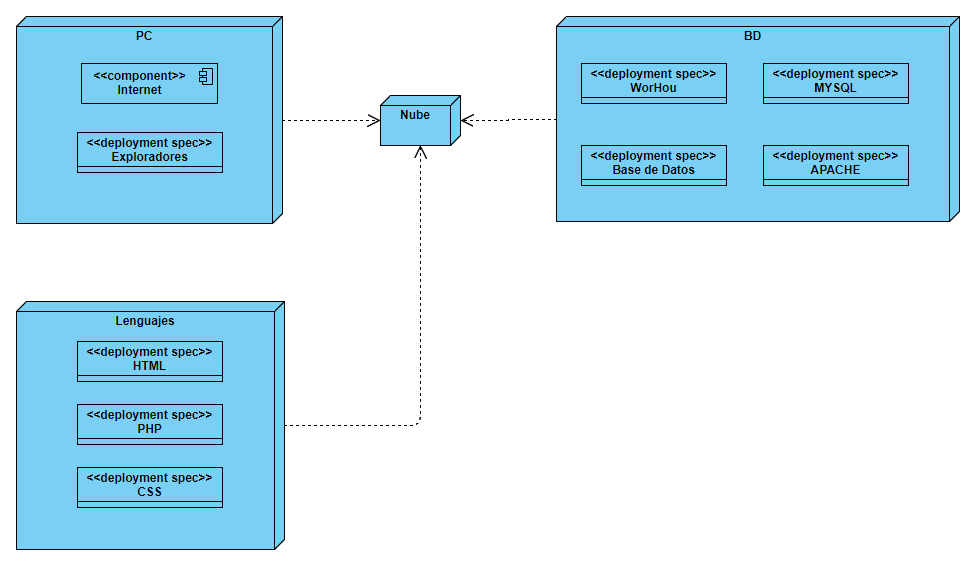 PC
<<component>>
Internet
<<deployment spec>>
Exploradores
Nube
BD
<<deployment spec>>
WorHou
<<deployment spec>>
MYSQL
<<deployment spec>>
Base de Datos
<<deployment spec>>
APACHE
Lenguajes
<<deployment spec>>
HTML
<<deployment spec>>
PHP
<<deployment spec>>
CSS